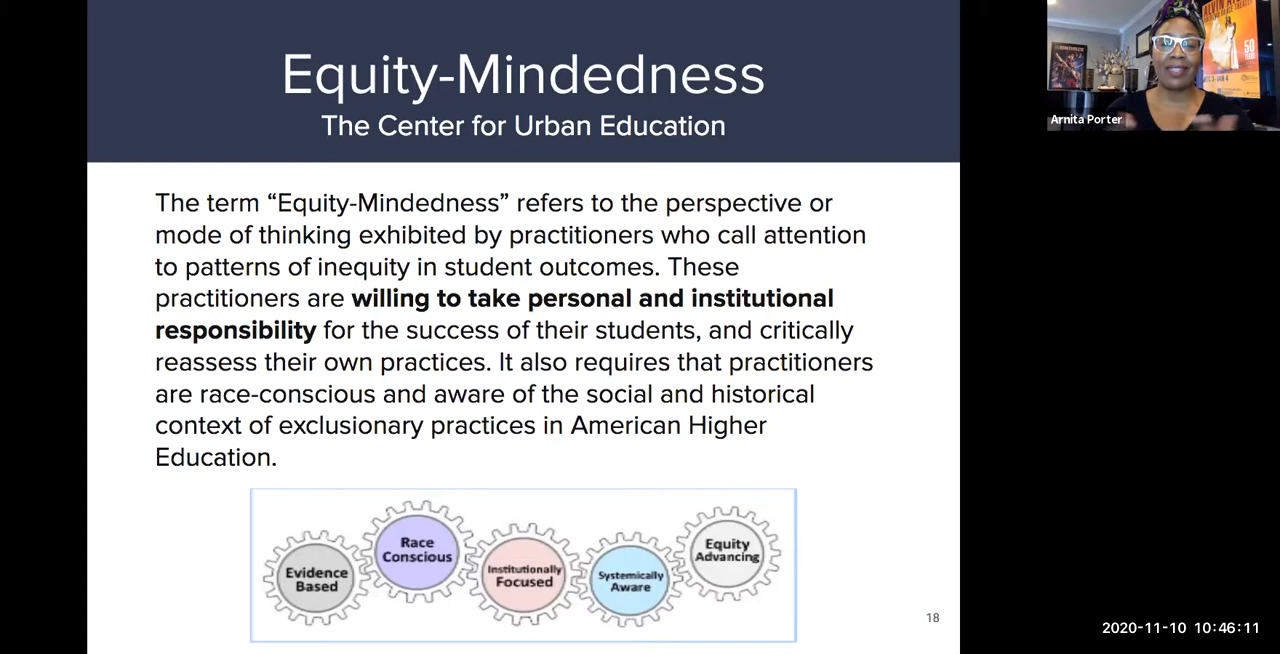 Equity-Mindedness
The Center for Urban Education
The term “Equity-Mindedness” refers to the perspective or
mode of thinking exhibited by practitioners who call attention
to patterns of inequity in student outcomes. These
practitioners are willing to take personal and institutional
responsibility for the success of their students, and critically
reassess their own practices. It also requires that practitioners
are race-conscious and aware of the social and historical
context of exclusionary practices in American Higher
Education.
Evidence
Based
Race
Conscious
Institutionally
Focused
Systemically
Aware
Equity
Advancing
18
ALVIN
50
Arnita Porter
2020-11-10 10:46:11